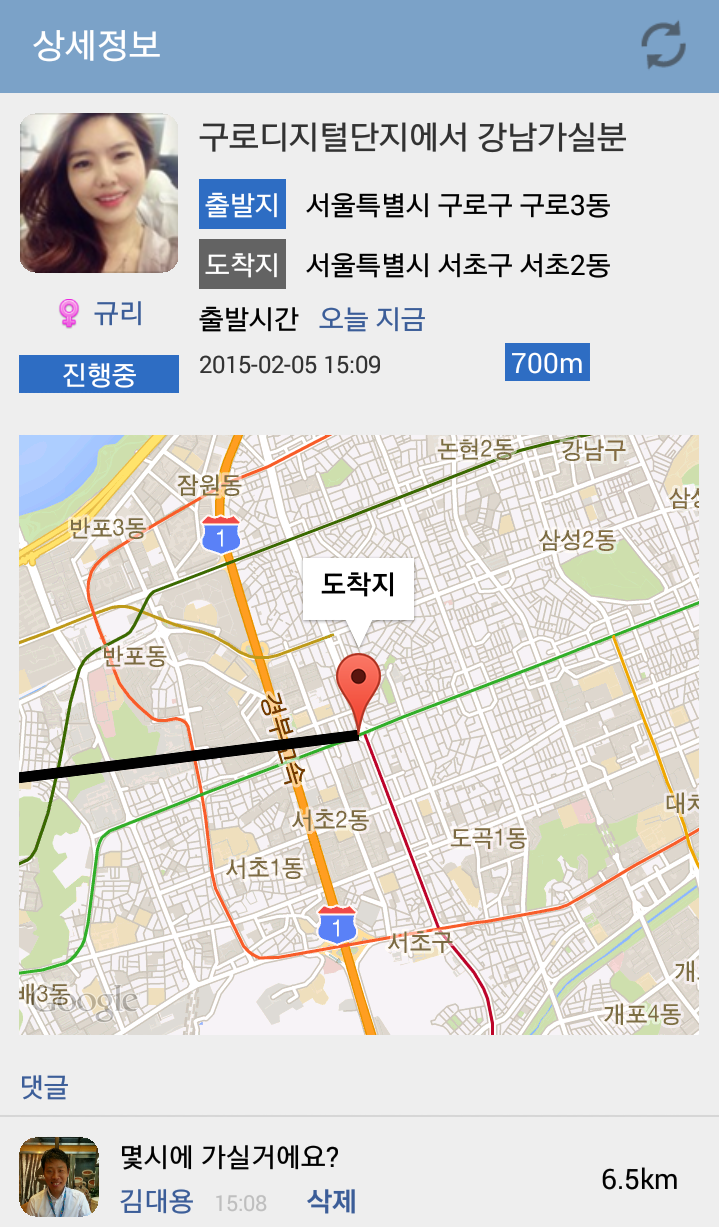 상세정보
구로디지털단지에서 강남가실분
출발지 서울특별시 구로구 구로3동
도착지 서울특별시 서초구 서초2동
규리
출발시간 오늘 지금
진행중
2015-02-05 15:09
700m
논현2동
강남구
잠원동
삼성
반포3동
1
삼성2동
도착지
반포동
경부고속
서초2동
대치
도곡1동
서초1동
1
서초구
개
배3동
Google
개포4동
댓글
몇시에 가실거에요?
김대용 15:08 삭제
6.5km